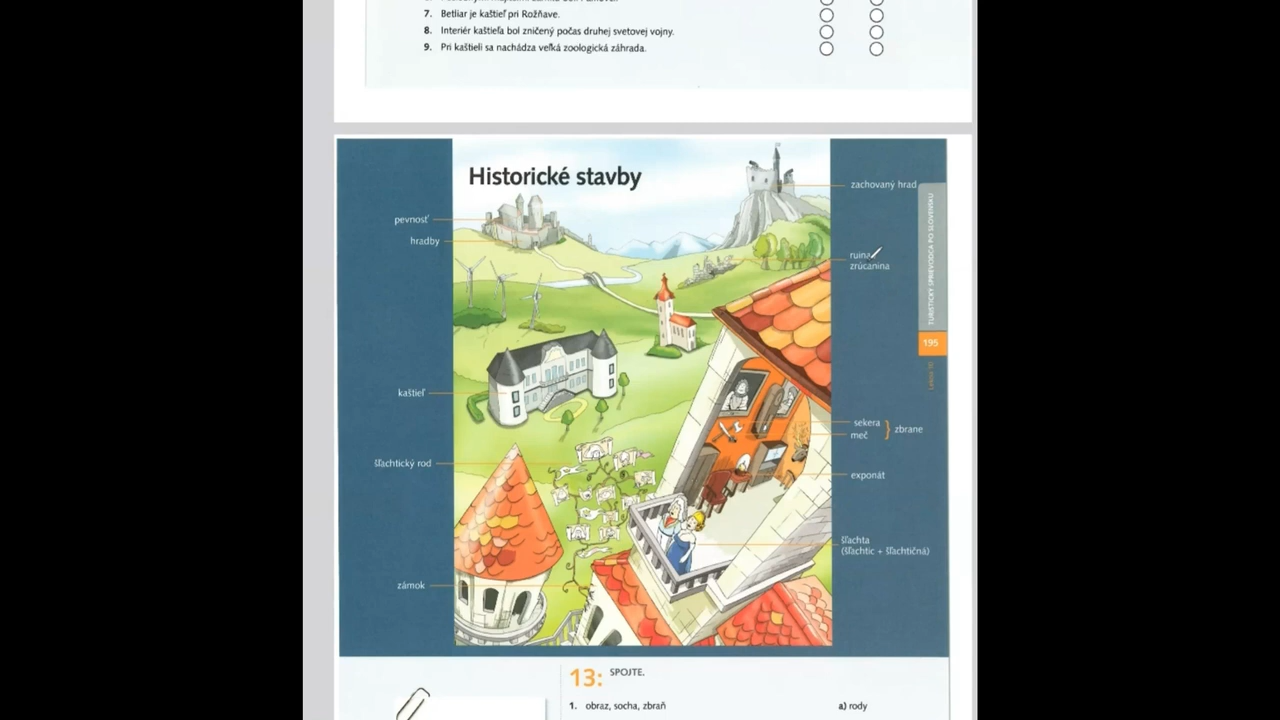 7. Betliar je kaštieľ pri Rožňave.
8. Interiér kaštieľa bol zničený počas druhej svetovej vojny.
9. Pri kaštieli sa nachádza veľká zoologická záhrada.
Historické stavby
zachovaný hrad
pevnosť
hradby
ruina
zrúcanina
TURISTICKÝ SPRIEVODCA PO SLOVENSKU
195
kaštieľ
sekera
meč
zbrane
šľachtický rod
exponát
šľachta
(šľachtic + šľachtičná)
zámok
13: SPOJTE.
1. obraz, socha, zbraň
a) rody